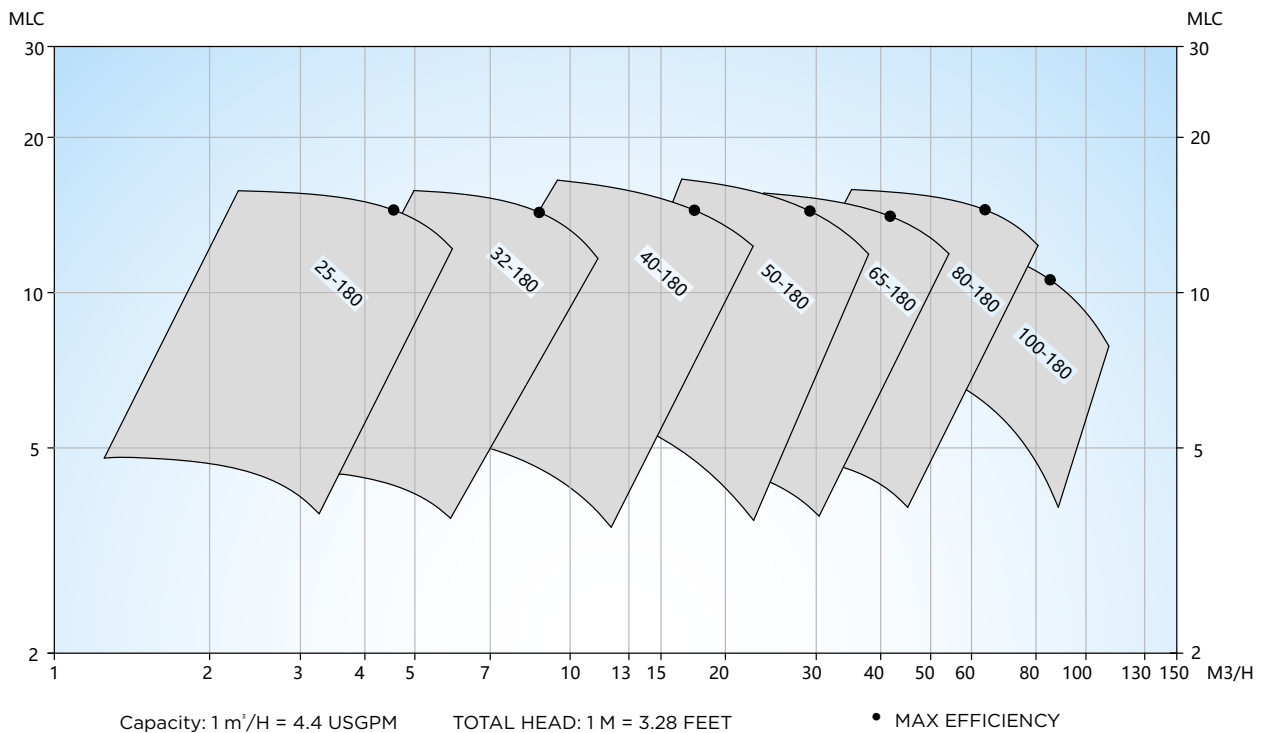 MLC MLC
30 30
20 20
25-180 32-180 40-180 50-180 65-180 80-180
10 10
100-180
5 5
2 2
1 2 3 4 5 7 10 13 15 20 30 40 50 60 80 100 130 150 M3/H
Capacity: 1 m³/H = 4.4 USGPM TOTAL HEAD: 1 M = 3.28 FEET MAX EFFICIENCY